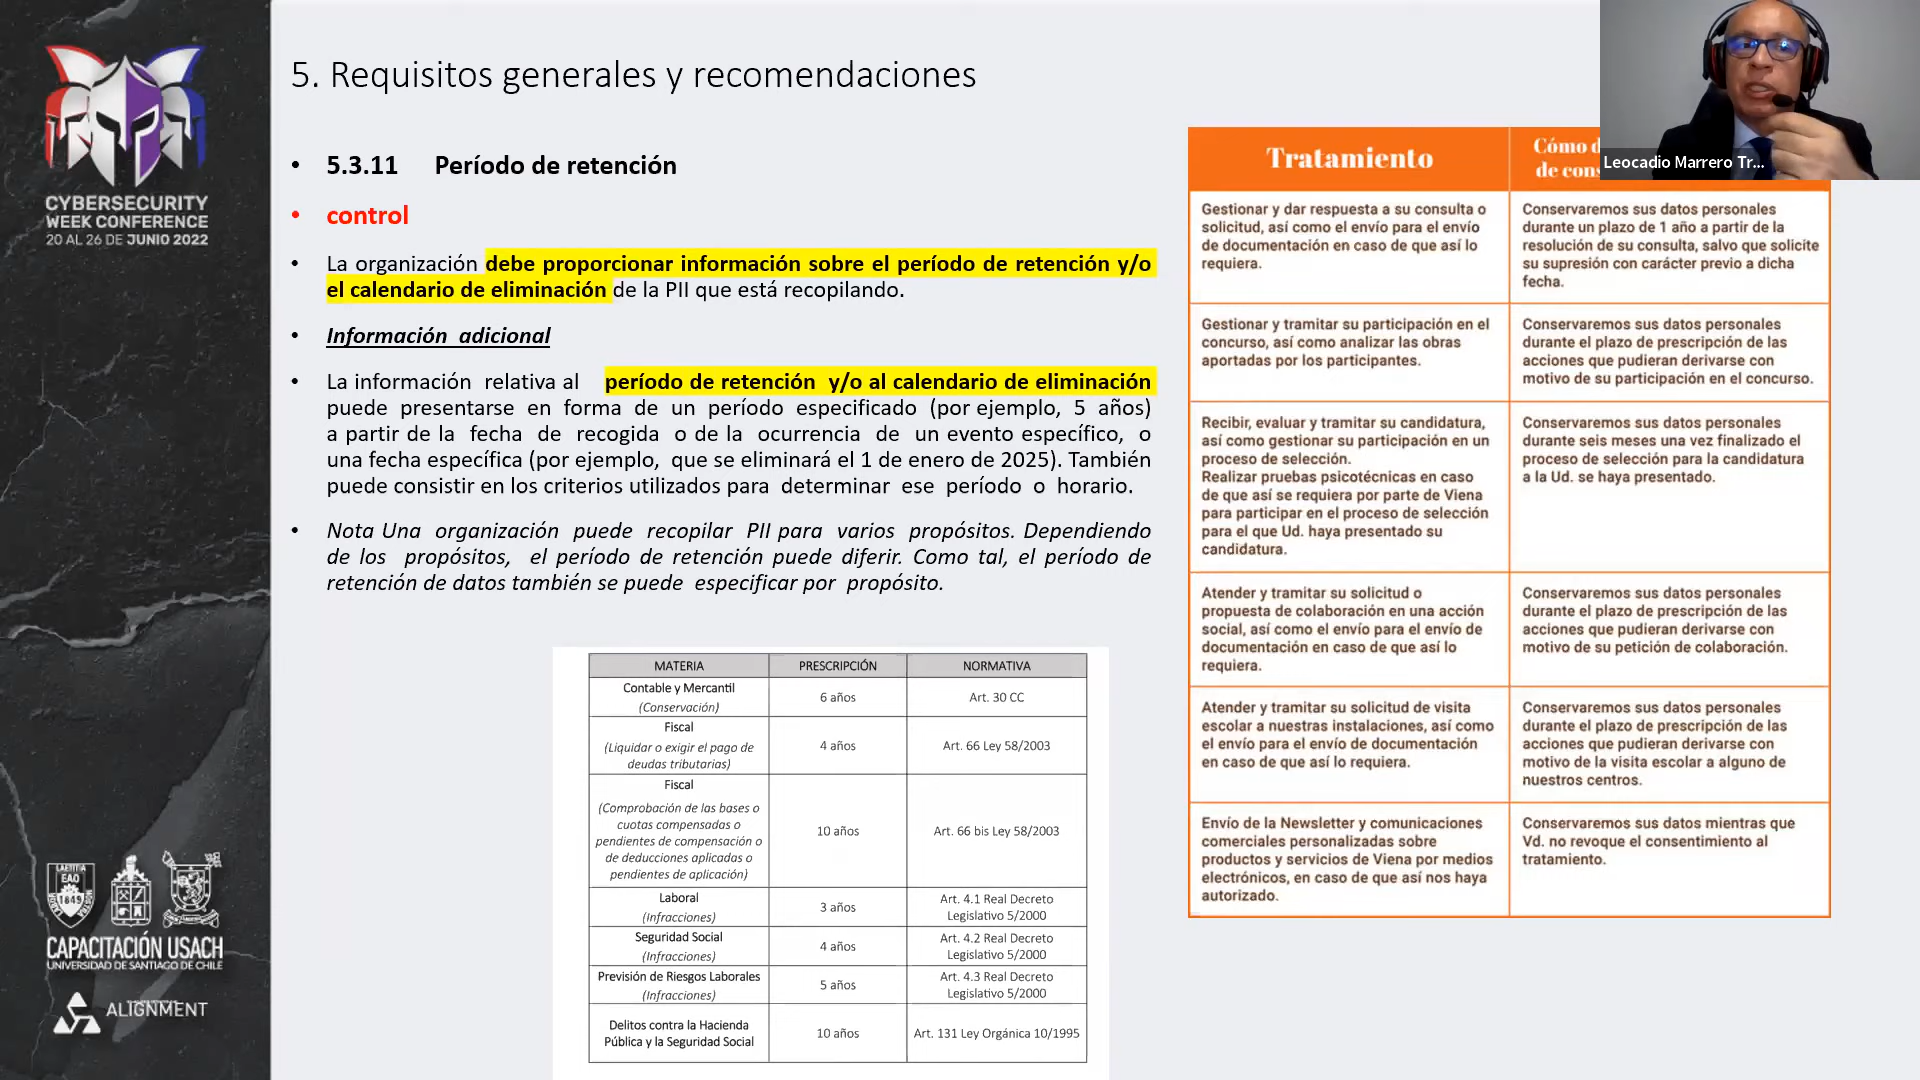 5. Requisitos generales y recomendaciones
CYBERSECURITY
WEEK CONFERENCE
20 AL 26 DE JUNIO 2022
• 5.3.11 Período de retención
• control
• La organización debe proporcionar información sobre el período de retención y/o
el calendario de eliminación de la PII que está recopilando.
• Información adicional
• La información relativa al período de retención y/o al calendario de eliminación
puede presentarse en forma de un período especificado (por ejemplo, 5 años)
a partir de la fecha de recogida o de la ocurrencia de un evento específico, o
una fecha específica (por ejemplo, que se eliminará el 1 de enero de 2025). También
puede consistir en los criterios utilizados para determinar ese período o horario.
• Nota Una organización puede recopilar PII para varios propósitos. Dependiendo
de los propósitos, el período de retención puede diferir. Como tal, el período de
retención de datos también se puede especificar por propósito.
MATERIA PRESCRIPCIÓN NORMATIVA
Contable y Mercantil
(Conservación)
6 años
Art. 30 CC
Fiscal
(Liquidar o exigir el pago de
deudas tributarias)
4 años
Art. 66 Ley 58/2003
Fiscal
(Comprobación de las bases o
cuotas compensadas o
pendientes de compensación o
de deducciones aplicadas o
pendientes de aplicación)
10 años
Art. 66 bis Ley 58/2003
Laboral
(Infracciones)
3 años
Art. 4.1 Real Decreto
Legislativo 5/2000
Seguridad Social
(Infracciones)
4 años
Art. 4.2 Real Decreto
Legislativo 5/2000
Previsión de Riesgos Laborales
(Infracciones)
5 años
Art. 4.3 Real Decreto
Legislativo 5/2000
Delitos contra la Hacienda
Pública y la Seguridad Social
10 años
Art. 131 Ley Orgánica 10/1995
Tratamiento
Cómo
de
Leocadio Marrero Tr...
Gestionar y dar respuesta a su consulta o
solicitud, así como el envío para el envío
de documentación en caso de que así lo
requiera.
Conservaremos sus datos personales
durante un plazo de 1 año a partir de la
resolución de su consulta, salvo que solicite
su supresión con carácter previo a dicha
fecha.
Gestionar y tramitar su participación en el
concurso, así como analizar las obras
aportadas por los participantes.
Conservaremos sus datos personales
durante el plazo de prescripción de las
acciones que pudieran derivarse con
motivo de su participación en el concurso.
Recibir, evaluar y tramitar su candidatura,
así como gestionar su participación en un
proceso de selección.
Realizar pruebas psicotécnicas en caso
de que así se requiera por parte de Viena
para participar en el proceso de selección
para el que Ud. haya presentado su
candidatura.
Conservaremos sus datos personales
durante seis meses una vez finalizado el
proceso de selección para la candidatura
a la Ud. se haya presentado.
Atender y tramitar su solicitud o
propuesta de colaboración en una acción
social, así como el envío para el envío de
documentación en caso de que así lo
requiera.
Conservaremos sus datos personales
durante el plazo de prescripción de las
acciones que pudieran derivarse con
motivo de su petición de colaboración.
Atender y tramitar su solicitud de visita
escolar a nuestras instalaciones, así como
el envío para el envío de documentación
en caso de que así lo requiera.
Conservaremos sus datos personales
durante el plazo de prescripción de las
acciones que pudieran derivarse con
motivo de la visita escolar a alguno de
nuestros centros.
Envío de la Newsletter y comunicaciones
comerciales personalizadas sobre
productos y servicios de Viena por medios
electrónicos, en caso de que así nos haya
autorizado.
Conservaremos sus datos mientras que
Vd. no revoque el consentimiento al
tratamiento.
LAETITIA
EAO
1849
CAPACITACIÓN USACH
UNIVERSIDAD DE SANTIAGO DE CHILE
ALIGNMENT